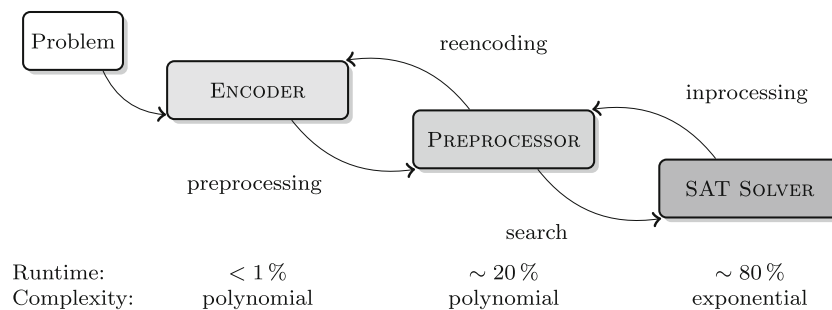 Problem
reencoding
ENCODER
inprocessing
PREPROCESSOR
preprocessing
SAT SOLVER
search
Runtime: < 1 % ∼ 20 % ∼ 80 %
Complexity: polynomial polynomial exponential